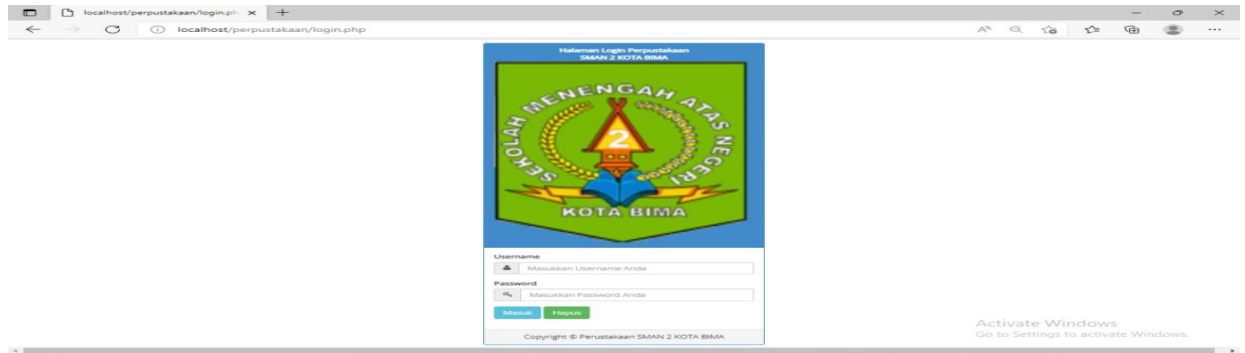 localhost/perpustakaan/login.ph
localhost/perpustakaan/login.php
Halaman Login Perpustakaan
SMAN 2 KOTA BIMA
SEKOLAH MENENGAH ATAS NEGERI
2
KOTA BIMA
Username
Masukkan Username Anda
Password
Masukkan Password Anda
Masuk Hapus
Copyright © Perustakaan SMAN 2 KOTA BIMA
Activate Windows
Go to Settings to activate Windows.